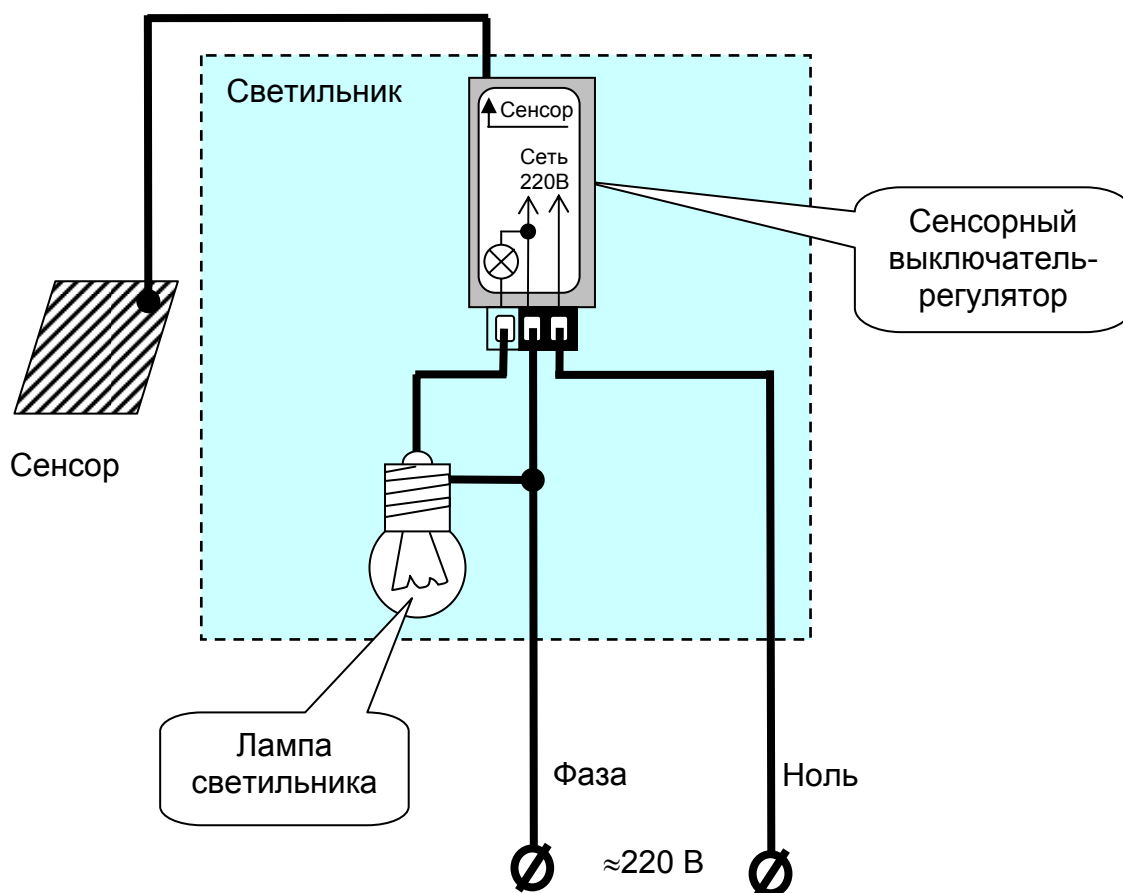 Светильник
Сенсор
Сеть
220В
Сенсорный
выключатель-
регулятор
Сенсор
Лампа
светильника
Фаза
Ноль
≈220 В